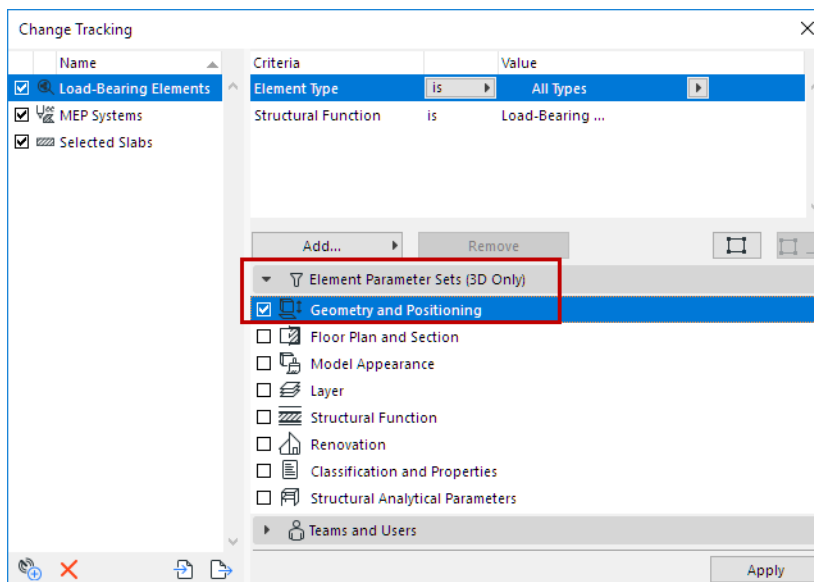 Change Tracking
Name
Load-Bearing Elements
MEP Systems
Selected Slabs
Criteria Value
Element Type is All Types
Structural Function is Load-Bearing ...
Add... Remove
Element Parameter Sets (3D Only)
Geometry and Positioning
Floor Plan and Section
Model Appearance
Layer
Structural Function
Renovation
Classification and Properties
Structural Analytical Parameters
Teams and Users
Apply